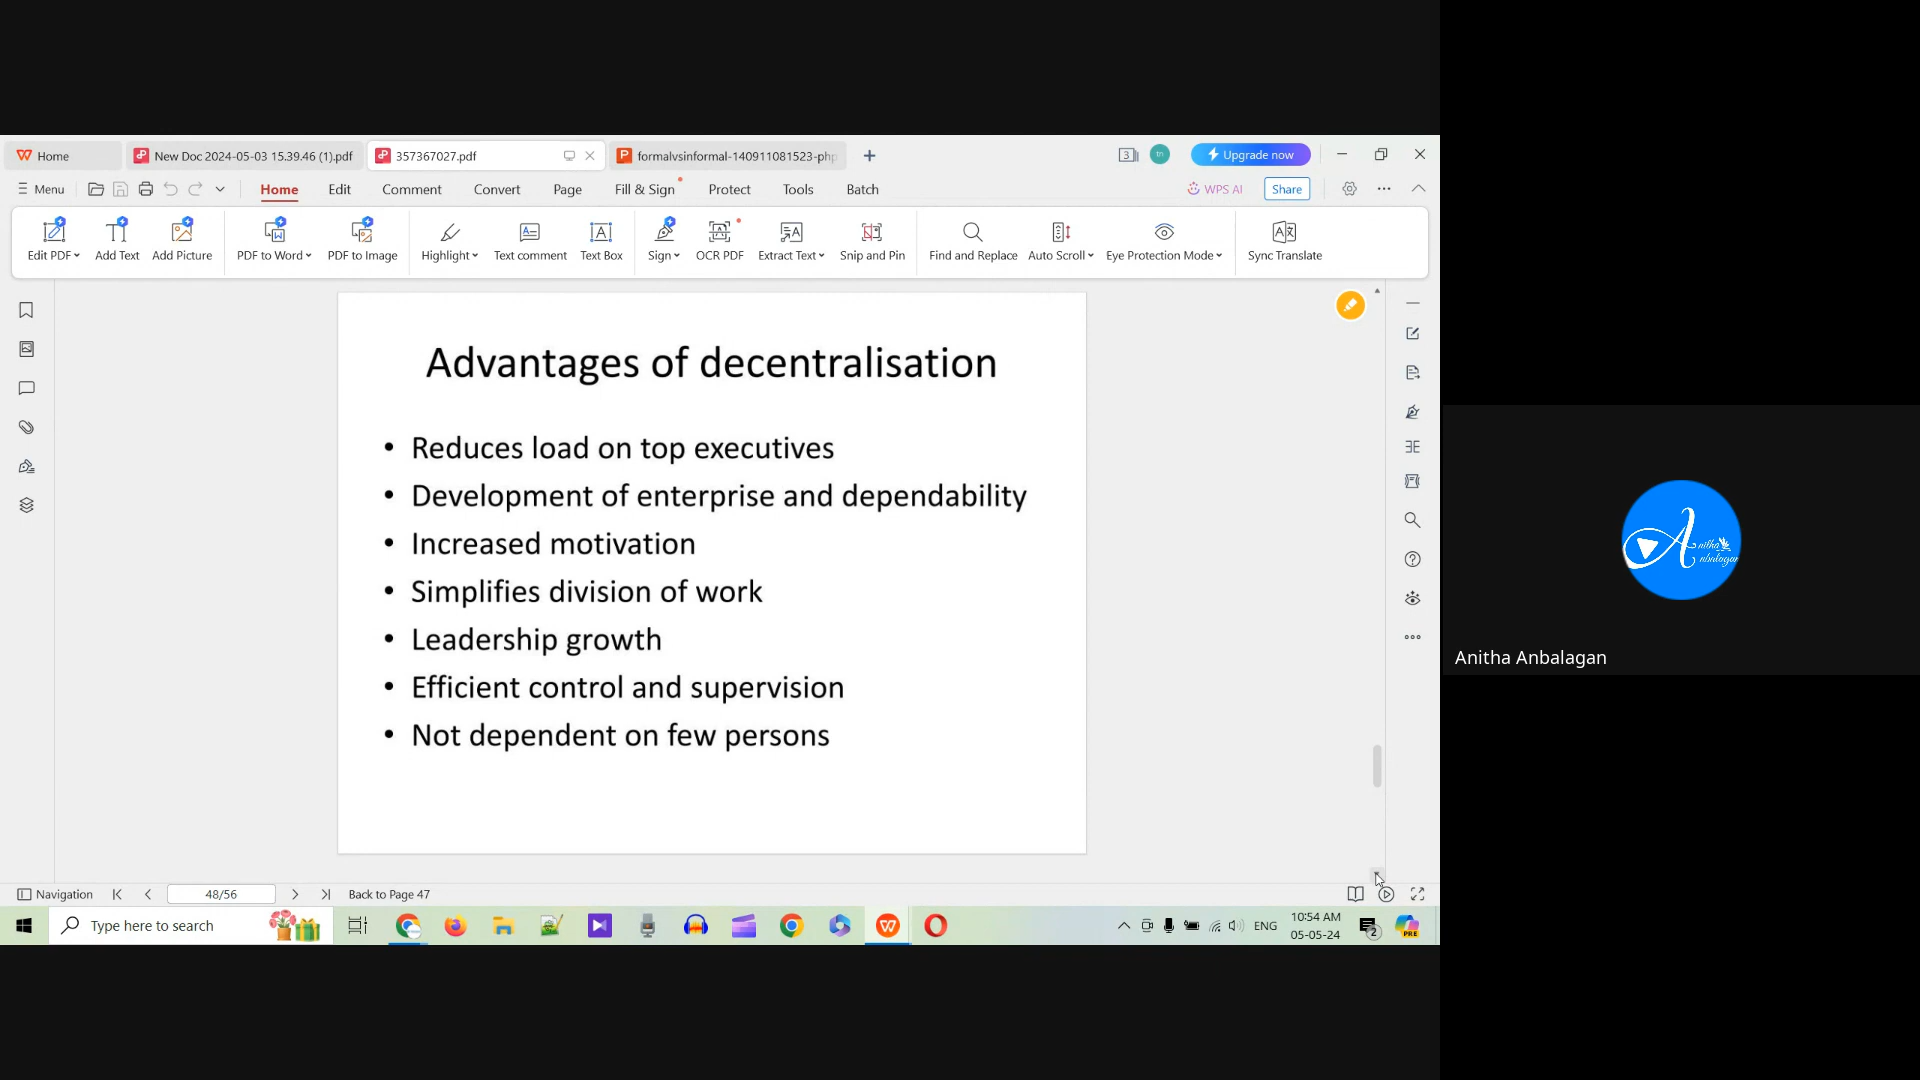 Home
New Doc 2024-05-03 15.39.46 (1).pdf
357367027.pdf
formalvsinformal-140911081523-php
3
Upgrade now
Menu
Home
Edit
Comment
Convert
Page
Fill & Sign
Protect
Tools
Batch
WPS AI
Share
Edit PDF
Add Text
Add Picture
PDF to Word
PDF to Image
Highlight
Text comment
Text Box
Sign
OCR PDF
Extract Text
Snip and Pin
Find and Replace
Auto Scroll
Eye Protection Mode
Sync Translate
Advantages of decentralisation
• Reduces load on top executives
• Development of enterprise and dependability
• Increased motivation
• Simplifies division of work
• Leadership growth
• Efficient control and supervision
• Not dependent on few persons
Anitha Anbalagan
Navigation
48/56
Back to Page 47
Type here to search
ENG
10:54 AM
05-05-24
2
PRE